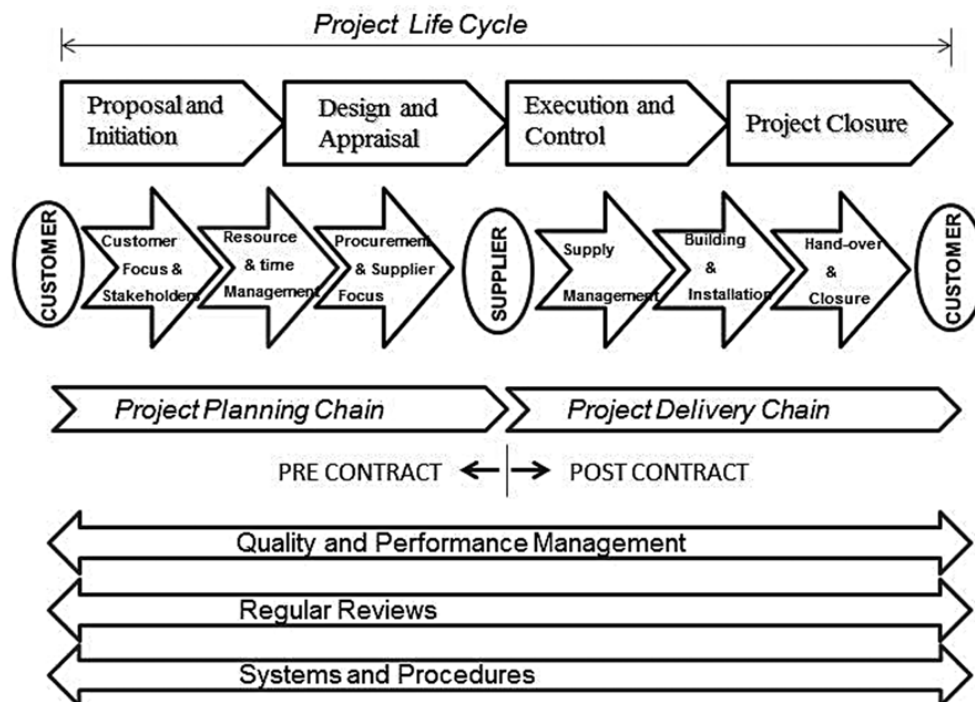 Project Life Cycle
Proposal and
Initiation
Design and
Appraisal
Execution and
Control
Project Closure
CUSTOMER
Customer
Focus &
Stakeholders
Resource
& time
Management
Procurement
& Supplier
Focus
SUPPLIER
Supply
Management
Building
&
Installation
Hand-over
&
Closure
CUSTOMER
Project Planning Chain
Project Delivery Chain
PRE CONTRACT
POST CONTRACT
Quality and Performance Management
Regular Reviews
Systems and Procedures